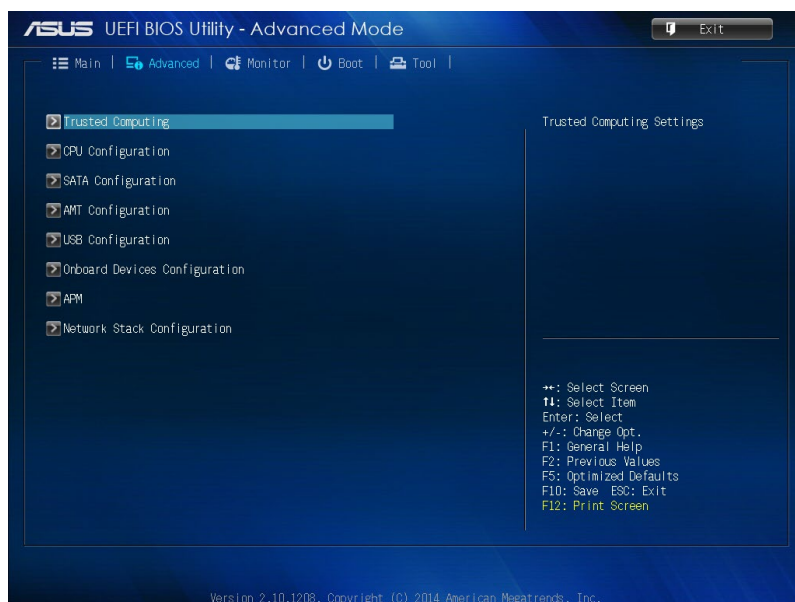 ASUS UEFI BIOS Utility - Advanced Mode
Exit
Main | Advanced | Monitor | Boot | Tool |
Trusted Computing
CPU Configuration
SATA Configuration
AMT Configuration
USB Configuration
Onboard Devices Configuration
APM
Network Stack Configuration
Trusted Computing Settings
→←: Select Screen
↑↓: Select Item
Enter: Select
+/-: Change Opt.
F1: General Help
F2: Previous Values
F5: Optimized Defaults
F10: Save ESC: Exit
F12: Print Screen
Version 2.10.1208. Copyright (C) 2014 American Megatrends, Inc.